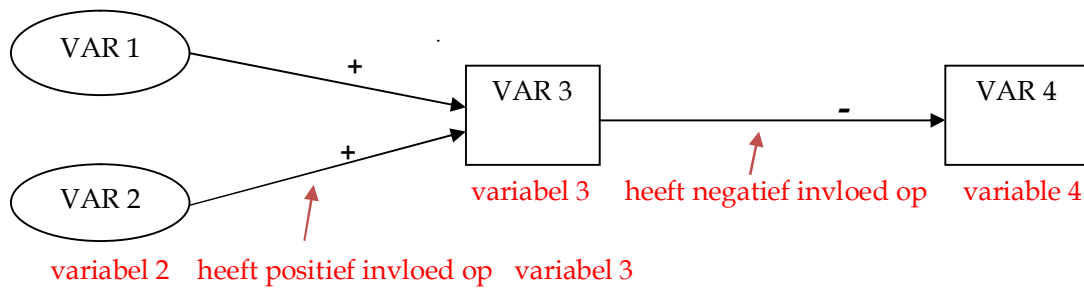 VAR 1
+
VAR 3
-
VAR 4
+
VAR 2
variabel 3 heeft negatief invloed op variable 4
variabel 2 heeft positief invloed op variabel 3